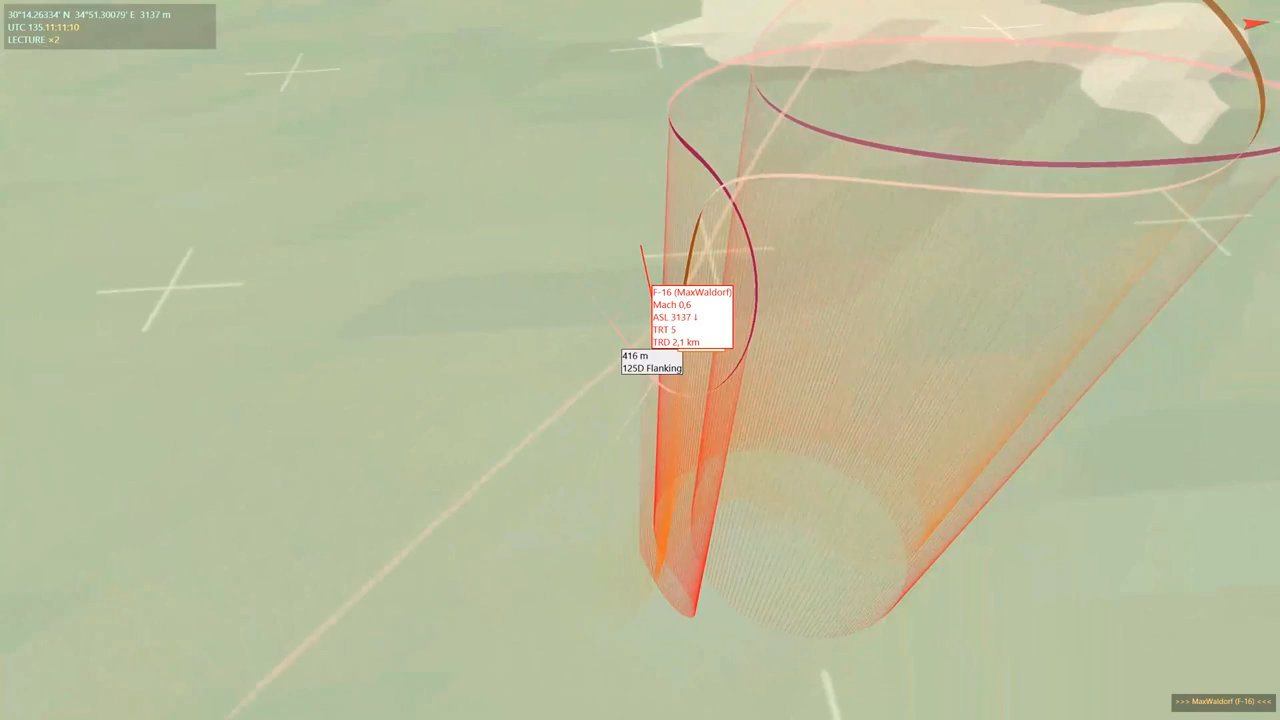 30°14.26334' N  34°51.30079' E  3137 m
UTC 135.11:11:10
LECTURE ×2
F-16 (MaxWaldorf)
Mach 0,6
ASL 3137 ↓
TRT 5
TRD 2,1 km
416 m
125D Flanking
>>> MaxWaldorf (F-16) <<<